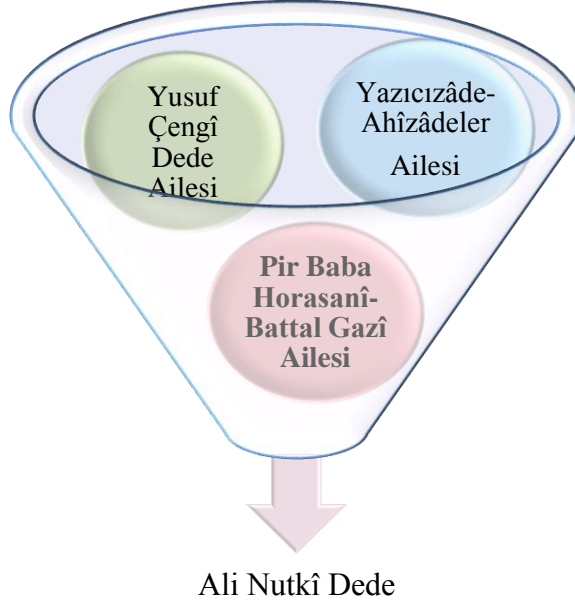 Yusuf
Çengî
Dede
Ailesi
Yazıcızâde-
Ahîzâdeler
Ailesi
Pir Baba
Horasanî-
Battal Gazî
Ailesi
Ali Nutkî Dede